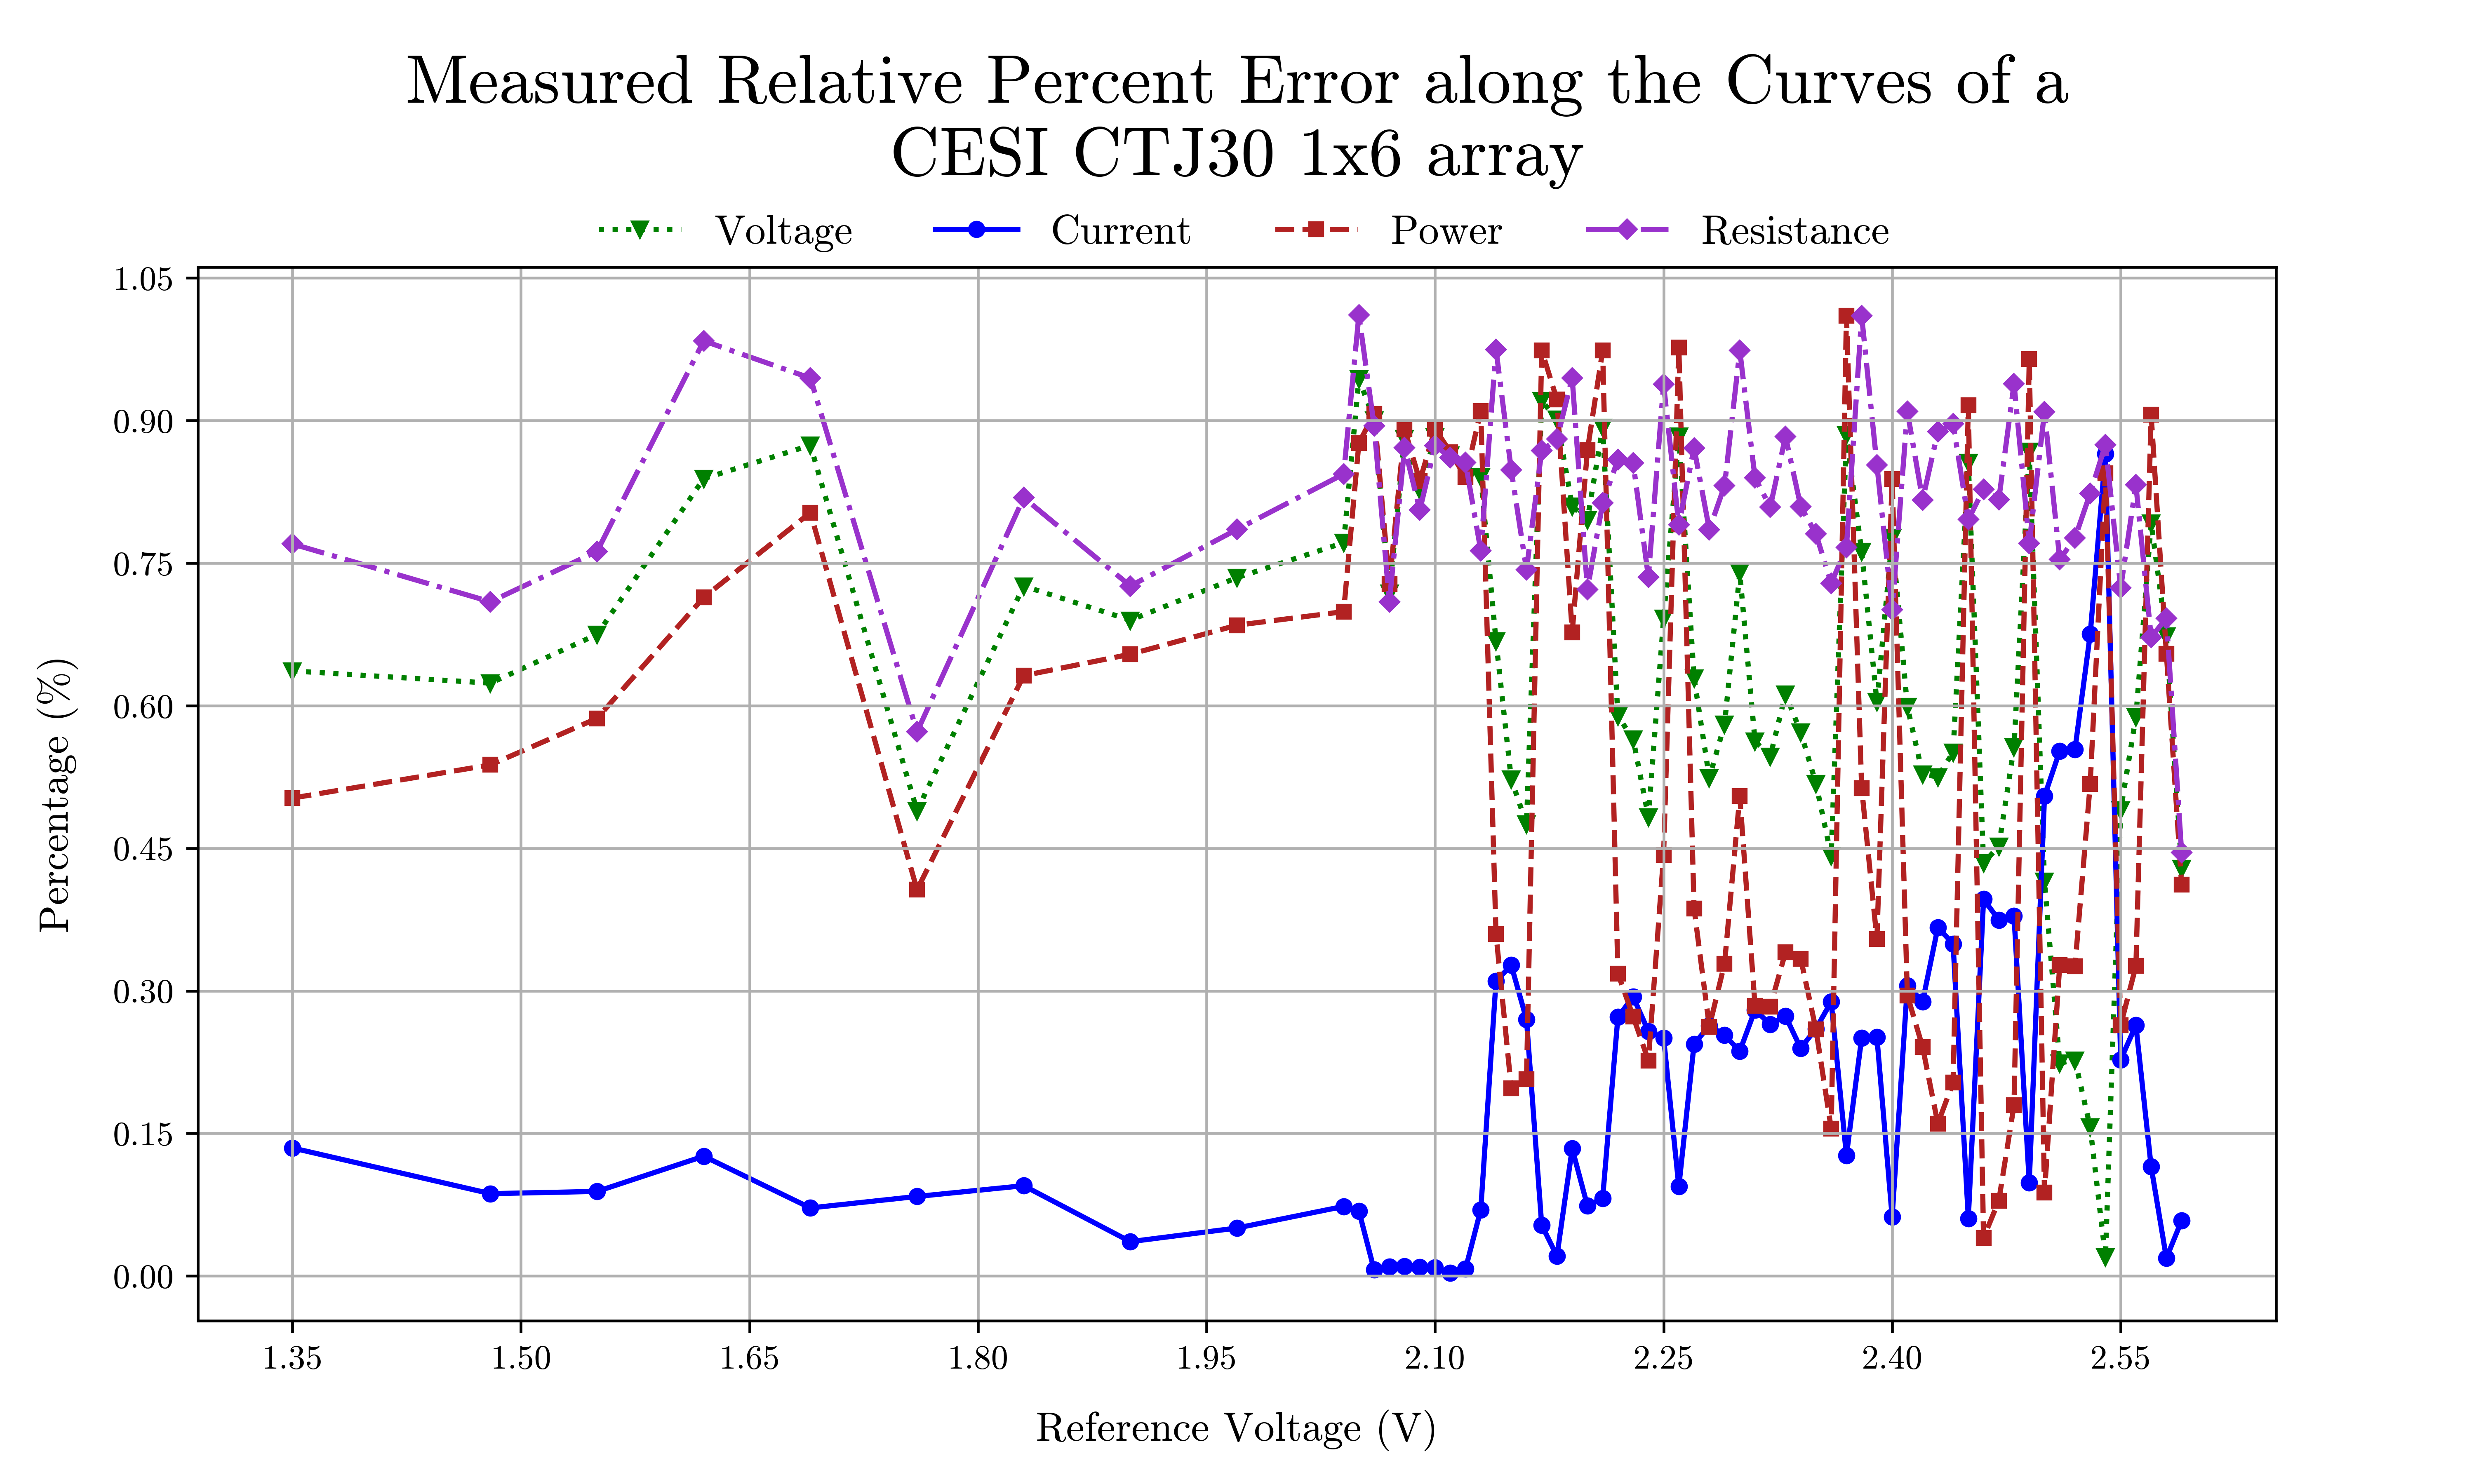 Measured Relative Percent Error along the Curves of a
CESI CTJ30 1x6 array
Voltage Current Power Resistance
1.05
0.90
0.75
0.60
0.45
0.30
0.15
0.00
Percentage (%)
1.35 1.50 1.65 1.80 1.95 2.10 2.25 2.40 2.55
Reference Voltage (V)